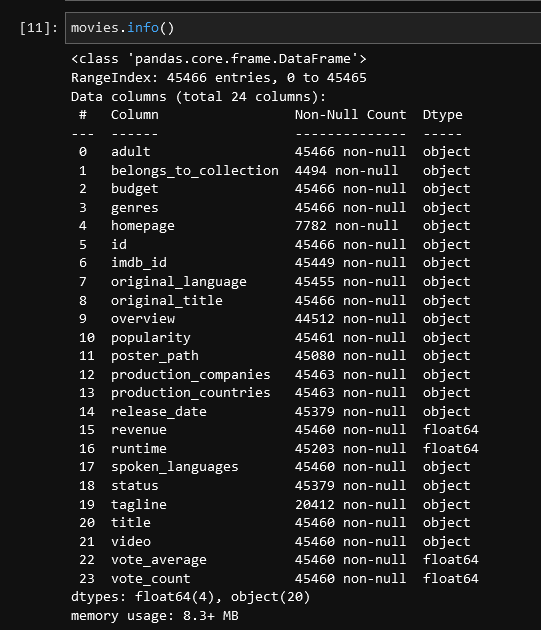 [11]: movies.info()
<class 'pandas.core.frame.DataFrame'>
RangeIndex: 45466 entries, 0 to 45465
Data columns (total 24 columns):
 #   Column                 Non-Null Count  Dtype
---  ------                 --------------  -----
 0   adult                  45466 non-null  object
 1   belongs_to_collection  4494 non-null   object
 2   budget                 45466 non-null  object
 3   genres                 45466 non-null  object
 4   homepage               7782 non-null   object
 5   id                     45466 non-null  object
 6   imdb_id                45449 non-null  object
 7   original_language      45455 non-null  object
 8   original_title         45466 non-null  object
 9   overview               44512 non-null  object
 10  popularity             45461 non-null  object
 11  poster_path            45080 non-null  object
 12  production_companies   45463 non-null  object
 13  production_countries   45463 non-null  object
 14  release_date           45379 non-null  object
 15  revenue                45460 non-null  float64
 16  runtime                45203 non-null  float64
 17  spoken_languages       45460 non-null  object
 18  status                 45379 non-null  object
 19  tagline                20412 non-null  object
 20  title                  45460 non-null  object
 21  video                  45460 non-null  object
 22  vote_average           45460 non-null  float64
 23  vote_count             45460 non-null  float64
dtypes: float64(4), object(20)
memory usage: 8.3+ MB